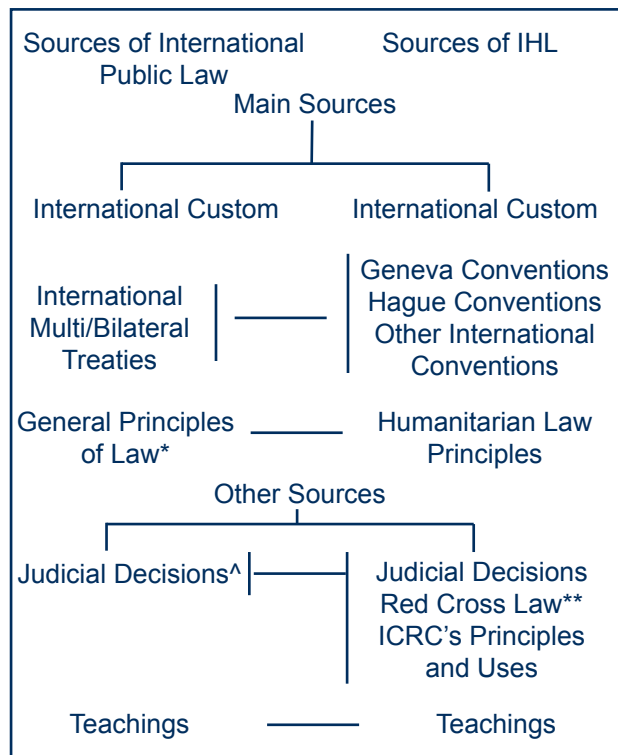 Sources of International
Public Law
Sources of IHL
Main Sources
International Custom
International Custom
International
Multi/Bilateral
Treaties
Geneva Conventions
Hague Conventions
Other International
Conventions
General Principles
of Law*
Humanitarian Law
Principles
Other Sources
Judicial Decisions^
Judicial Decisions
Red Cross Law**
ICRC's Principles
and Uses
Teachings
Teachings